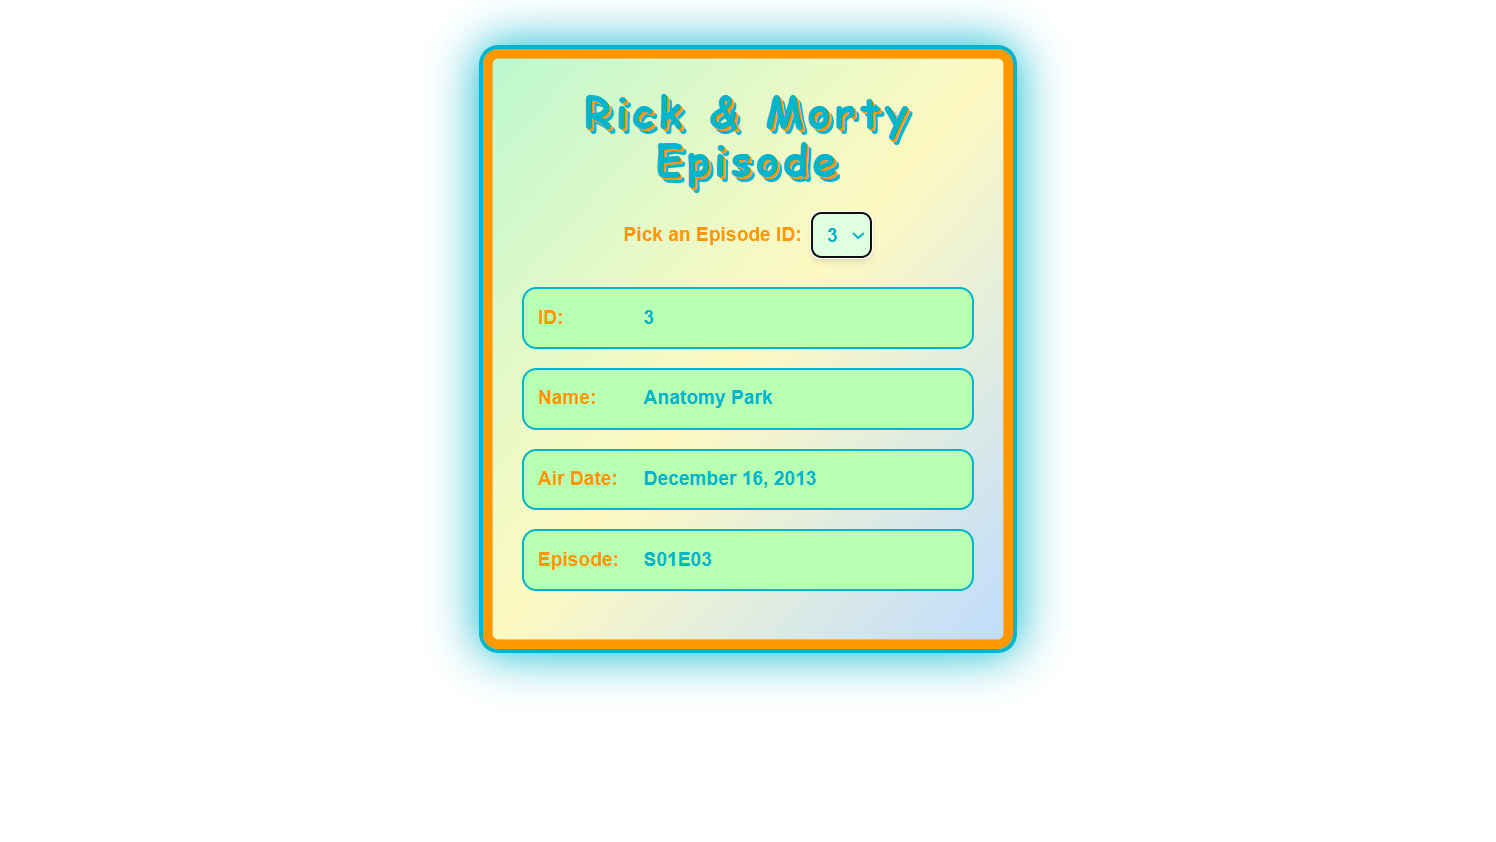 Rick & Morty
Episode
Pick an Episode ID: 3
ID: 3
Name: Anatomy Park
Air Date: December 16, 2013
Episode: S01E03